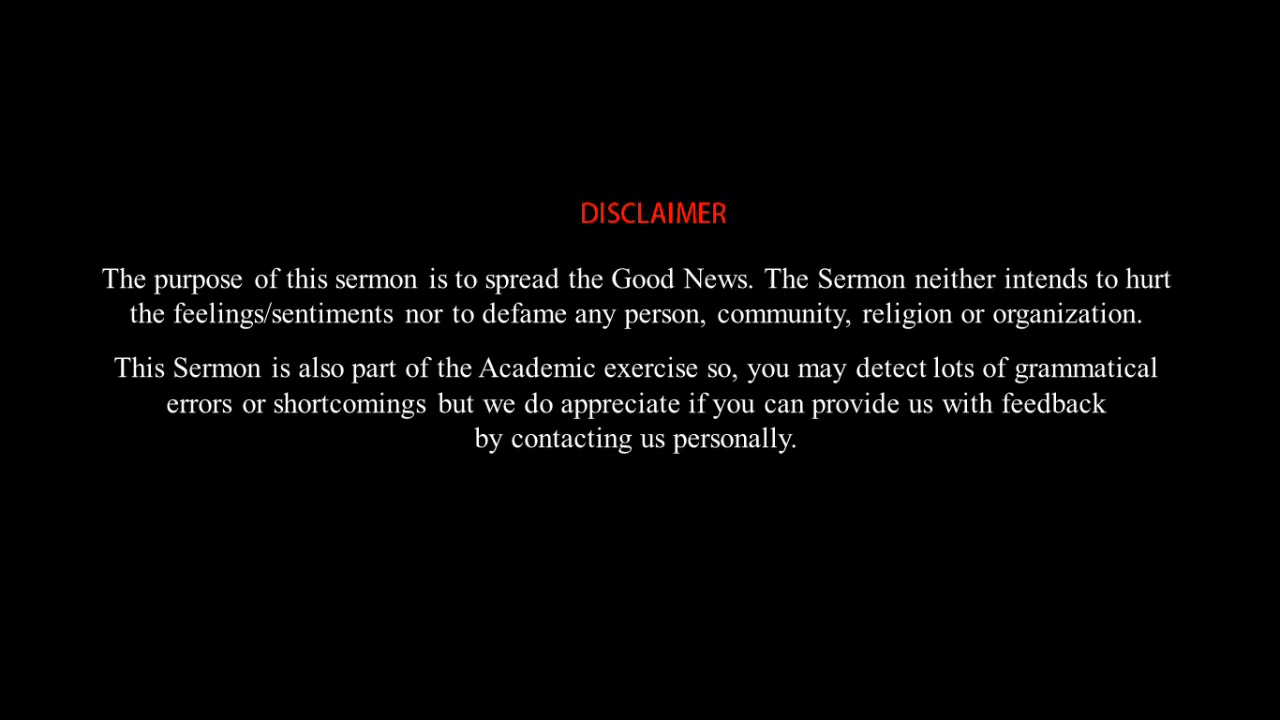 DISCLAIMER
The purpose of this sermon is to spread the Good News. The Sermon neither intends to hurt
the feelings/sentiments nor to defame any person, community, religion or organization.
This Sermon is also part of the Academic exercise so, you may detect lots of grammatical
errors or shortcomings but we do appreciate if you can provide us with feedback
by contacting us personally.